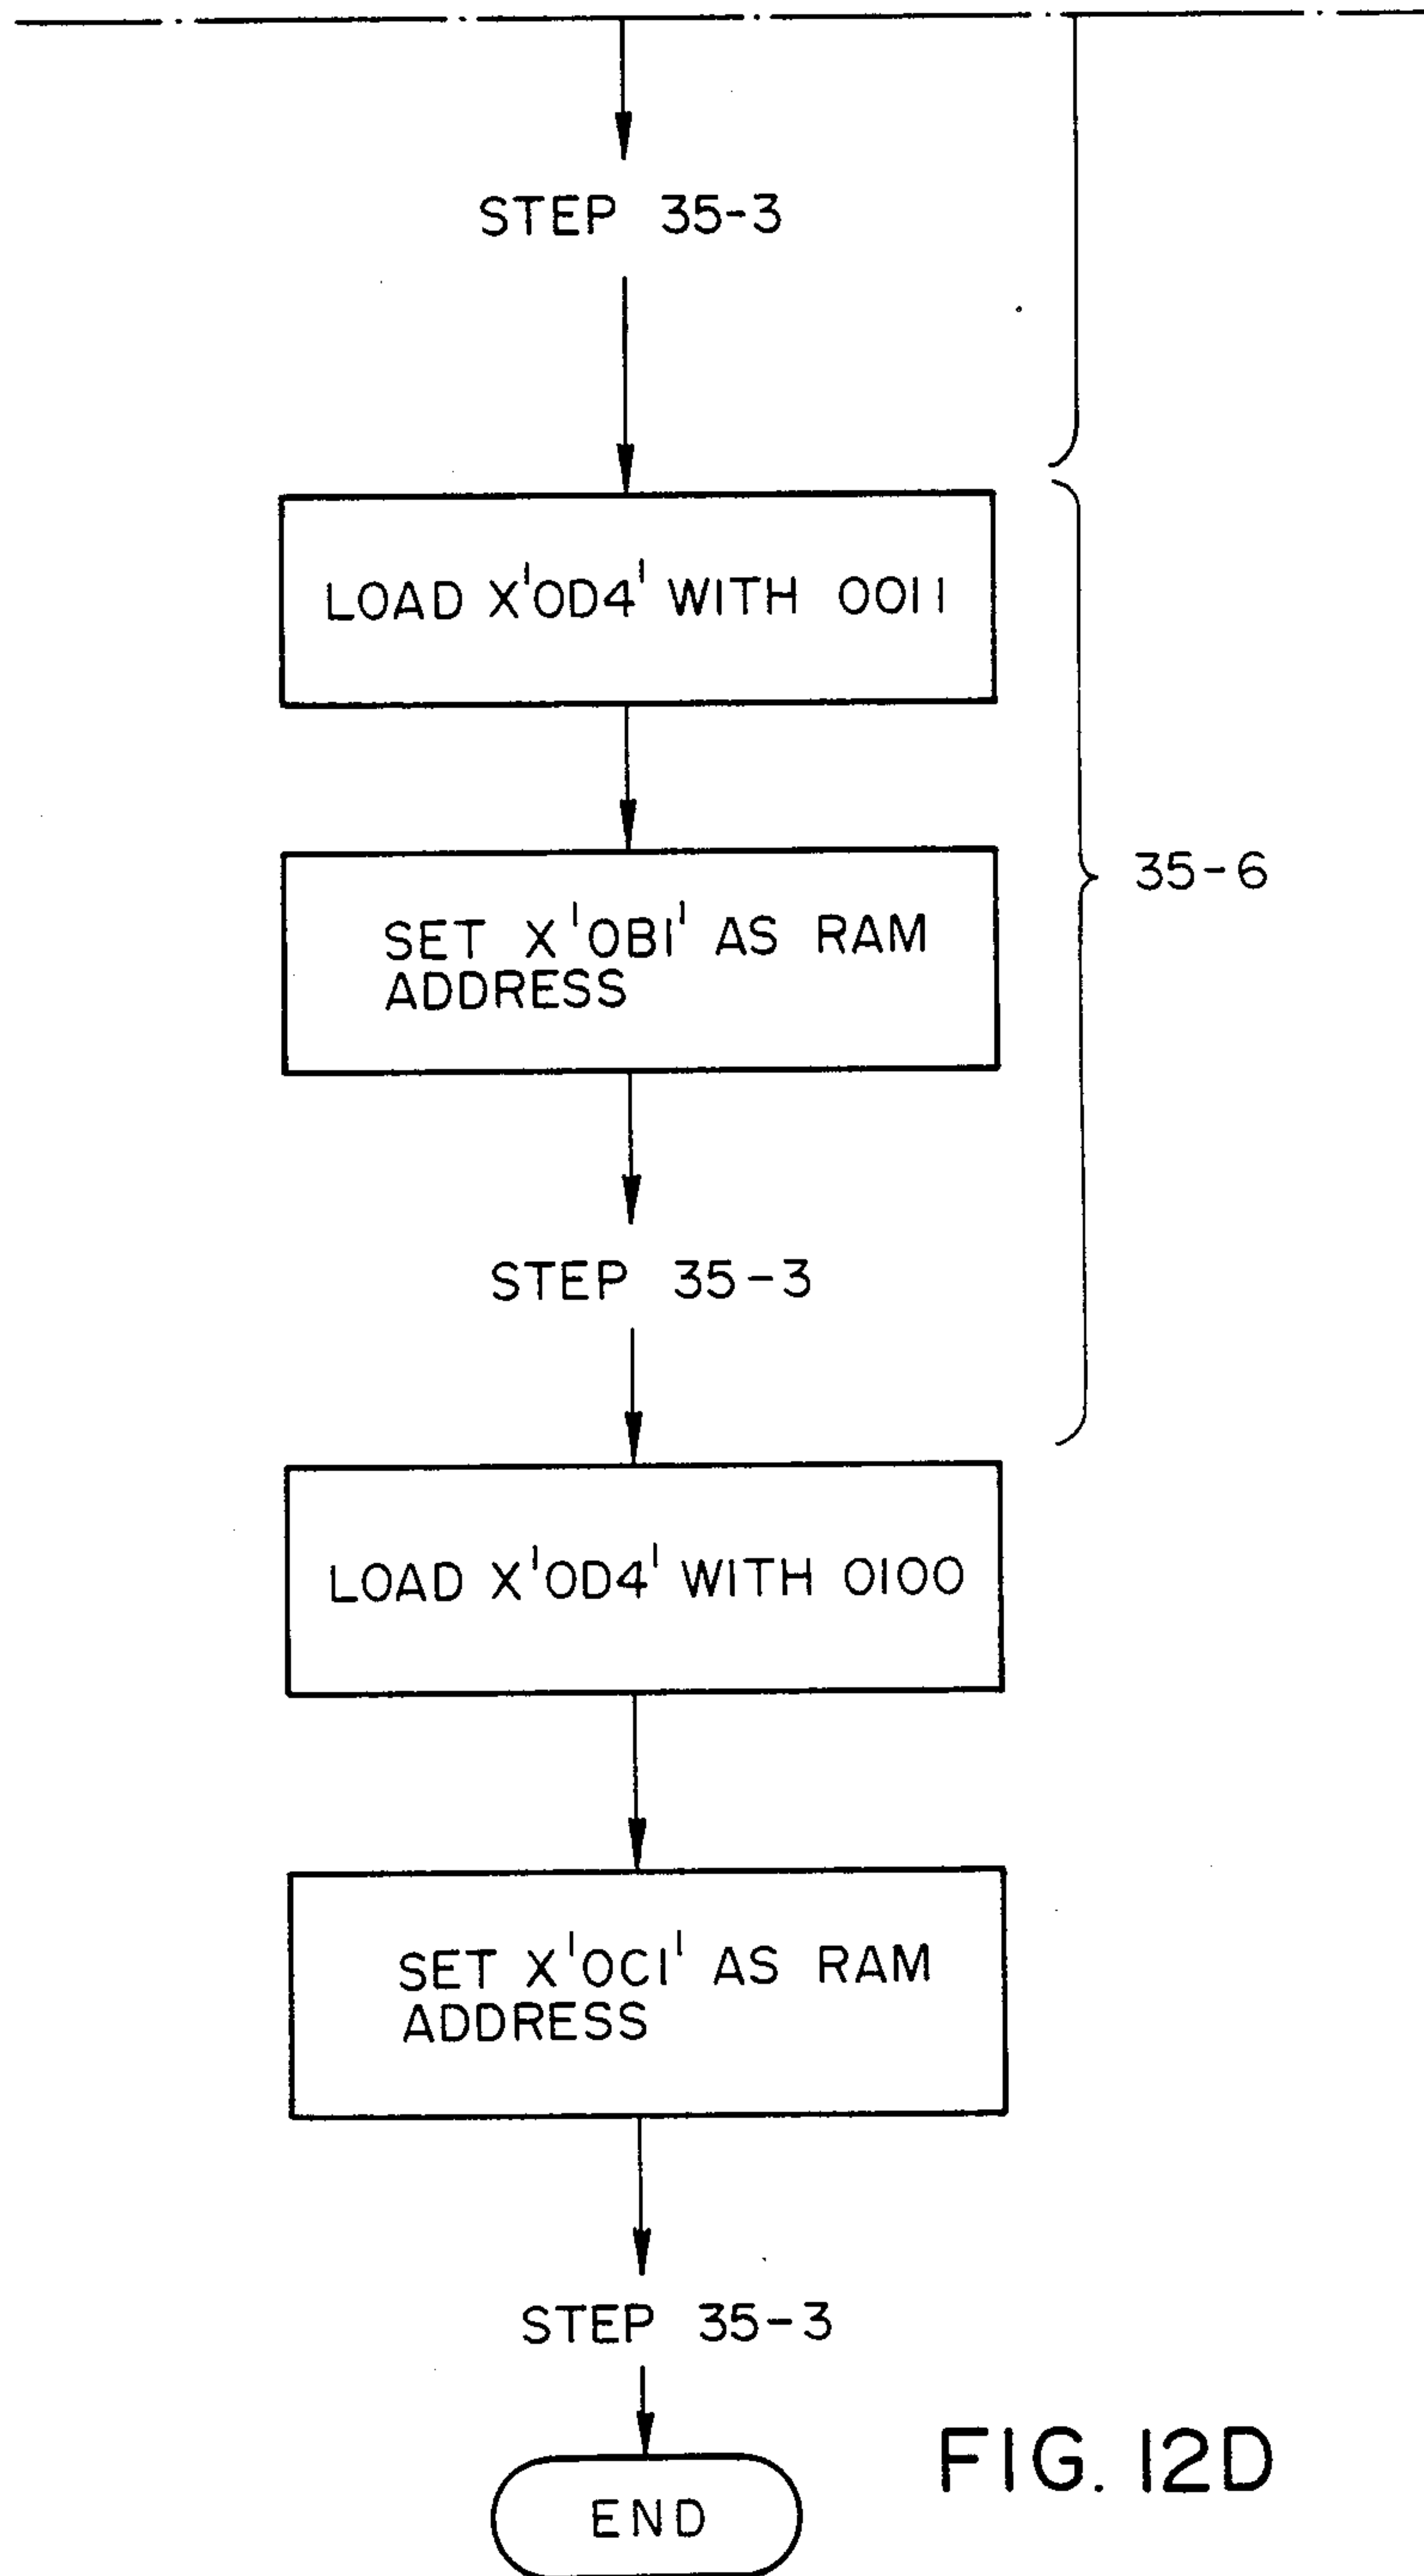 STEP 35-3
LOAD X'0D4' WITH 0011
SET X'0B1' AS RAM
ADDRESS
35-6
STEP 35-3
LOAD X'0D4' WITH 0100
SET X'0C1' AS RAM
ADDRESS
STEP 35-3
END
FIG. 12D